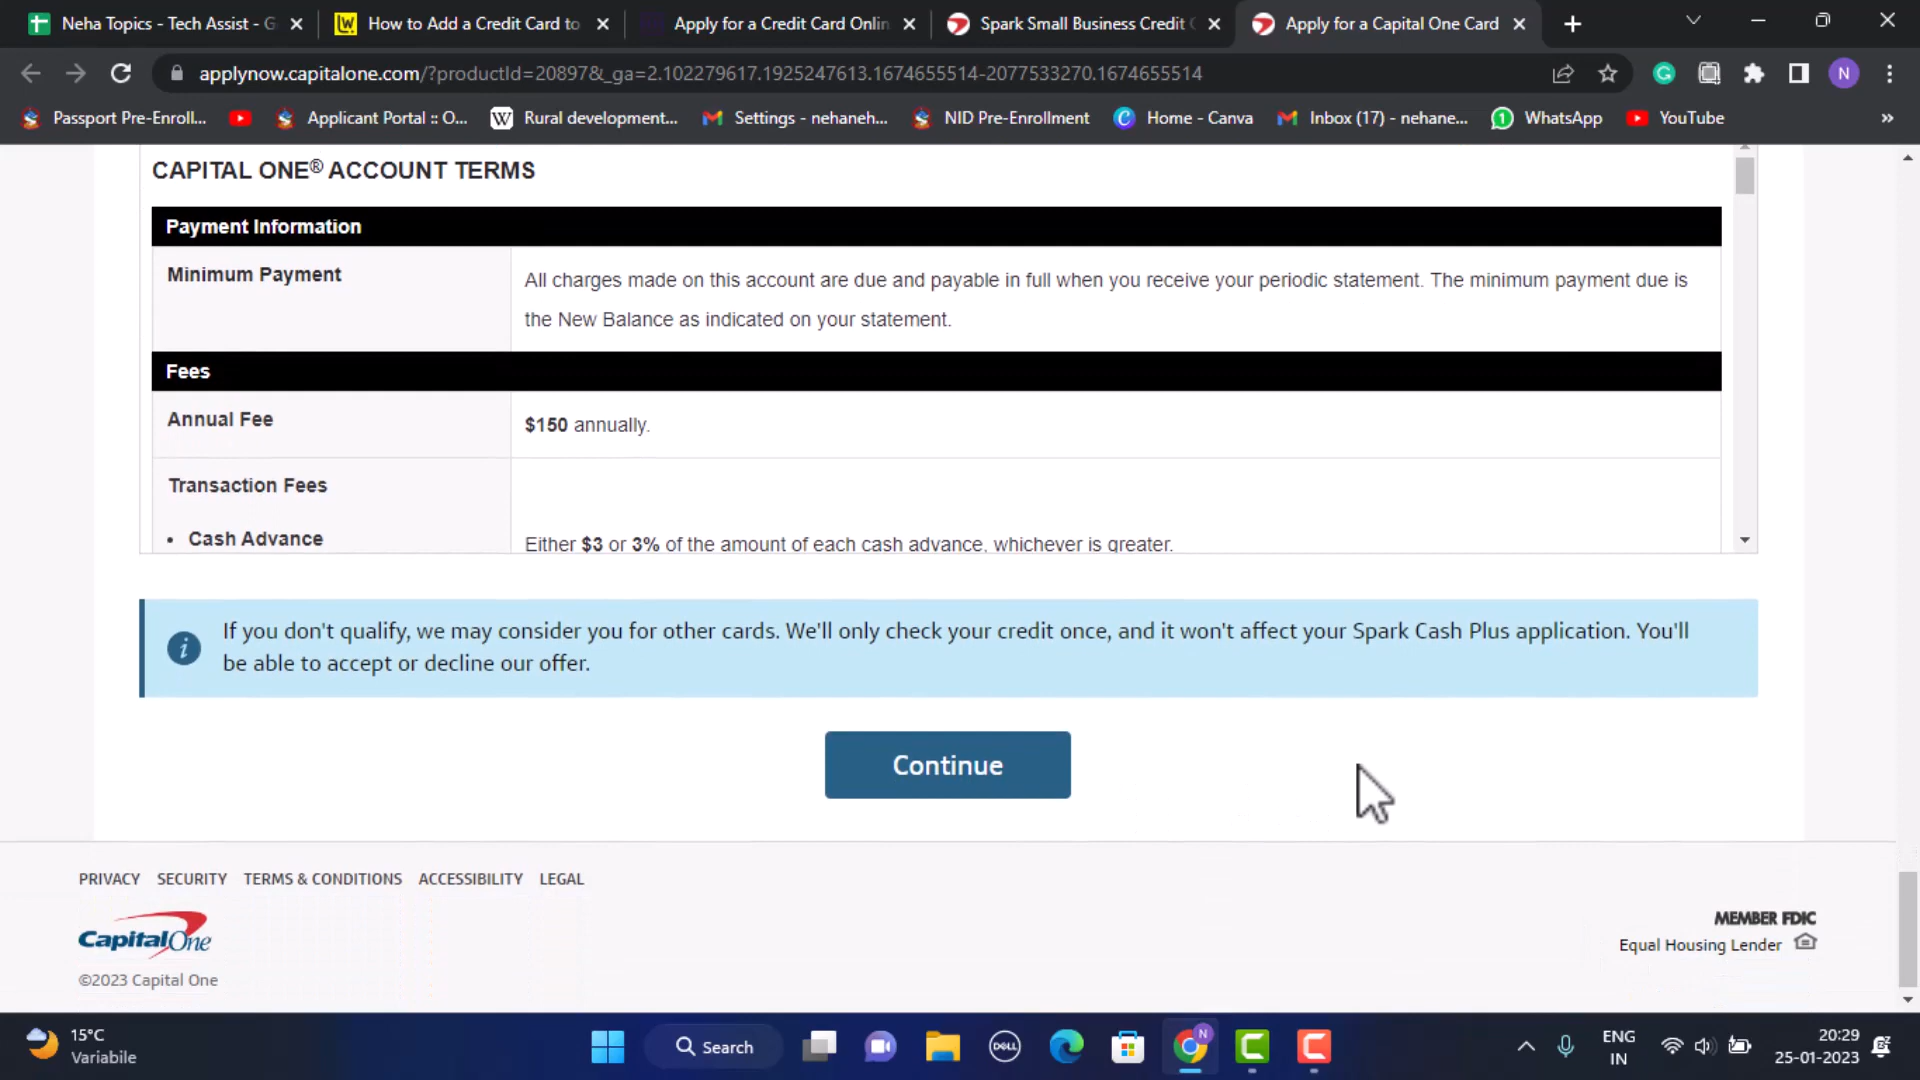 Neha Topics - Tech Assist - G
How to Add a Credit Card to
Apply for a Credit Card Onlin
Spark Small Business Credit C
Apply for a Capital One Card
applynow.capitalone.com/?productId=20897&_ga=2.102279617.1925247613.1674655514-2077533270.1674655514
N
Passport Pre-Enroll...
Applicant Portal :: O...
Rural development...
Settings - nehaneh...
NID Pre-Enrollment
Home - Canva
Inbox (17) - nehane...
WhatsApp
YouTube
»
CAPITAL ONE® ACCOUNT TERMS
Payment Information
Minimum Payment
All charges made on this account are due and payable in full when you receive your periodic statement. The minimum payment due is
the New Balance as indicated on your statement.
Fees
Annual Fee
$150 annually.
Transaction Fees
• Cash Advance
Either $3 or 3% of the amount of each cash advance, whichever is greater.
If you don't qualify, we may consider you for other cards. We'll only check your credit once, and it won't affect your Spark Cash Plus application. You'll
be able to accept or decline our offer.
Continue
PRIVACY SECURITY TERMS & CONDITIONS ACCESSIBILITY LEGAL
Capital One
©2023 Capital One
MEMBER FDIC
Equal Housing Lender
15°C
Variabile
Search
DELL
N
ENG
IN
20:29
25-01-2023